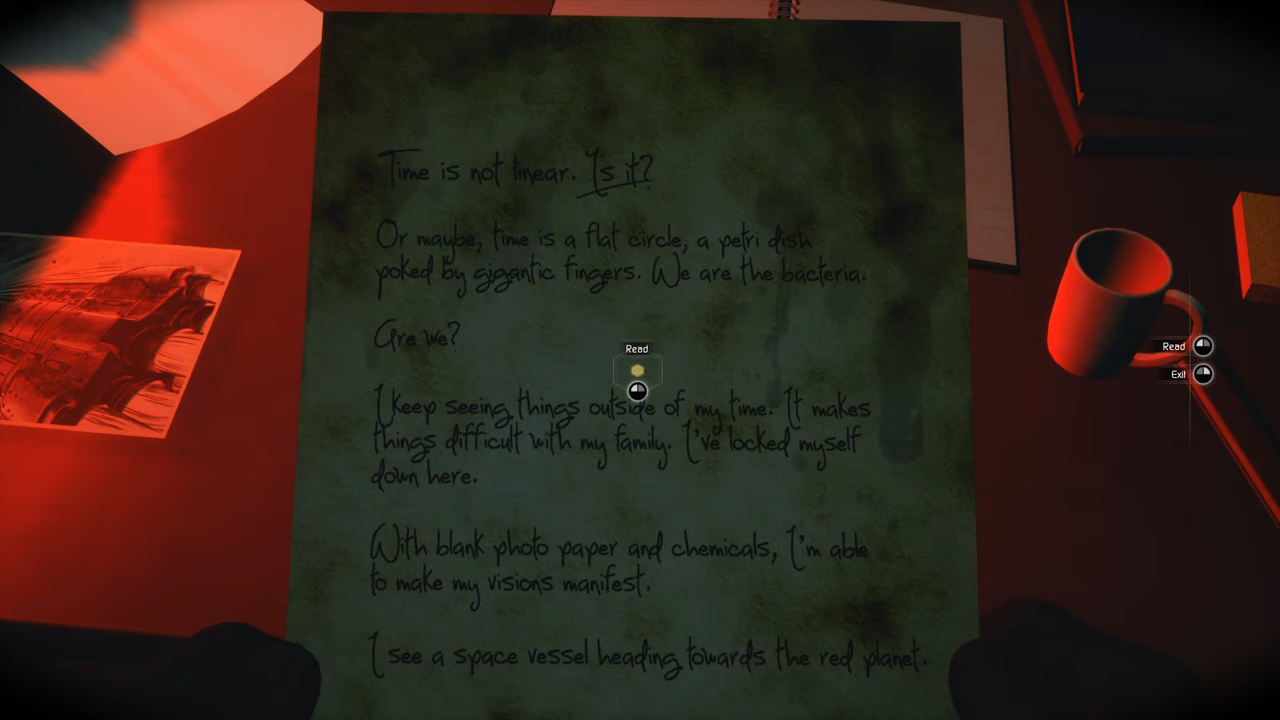 Time is not linear. Is it?
Or maybe, time is a flat circle, a petri dish
poked by gigantic fingers. We are the bacteria.
Are we?
Read
I keep seeing things outside of my time. It makes
things difficult with my family. I've locked myself
down here.
With blank photo paper and chemicals, I'm able
to make my visions manifest.
I see a space vessel heading towards the red planet.
Read
Exit